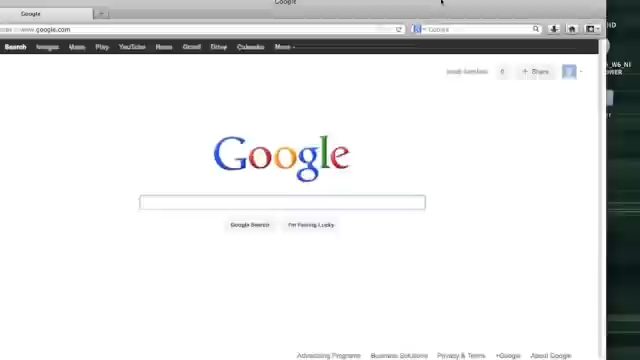 Google
Google
www.google.com
Google
Search Images Maps Play YouTube News Gmail Drive Calendar More
0 + Share
Google
Google Search I'm Feeling Lucky
Advertising Programs Business Solutions Privacy & Terms +Google About Google